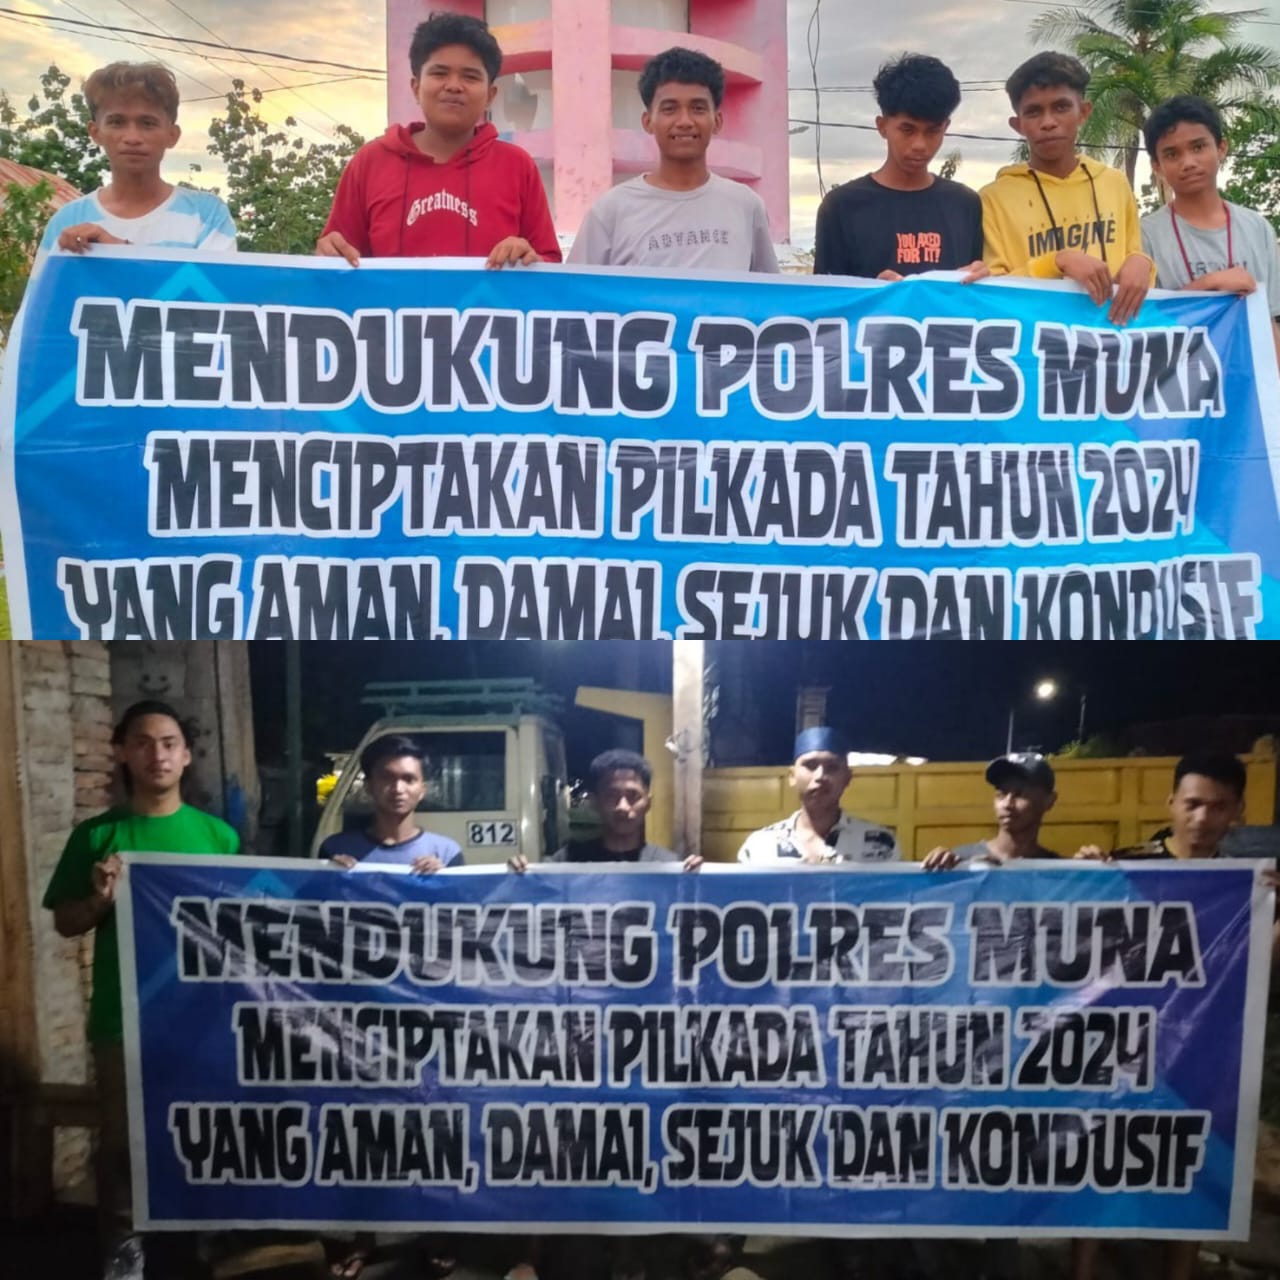 Greatness
ADVANCE
YOU AXED
FOR IT!
IMAGINE
MENDUKUNG POLRES MUNA
MENCIPTAKAN PILKADA TAHUN 2024
YANG AMAN, DAMAI, SEJUK DAN KONDUSIF
812
MENDUKUNG POLRES MUNA
MENCIPTAKAN PILKADA TAHUN 2024
YANG AMAN, DAMAI, SEJUK DAN KONDUSIF